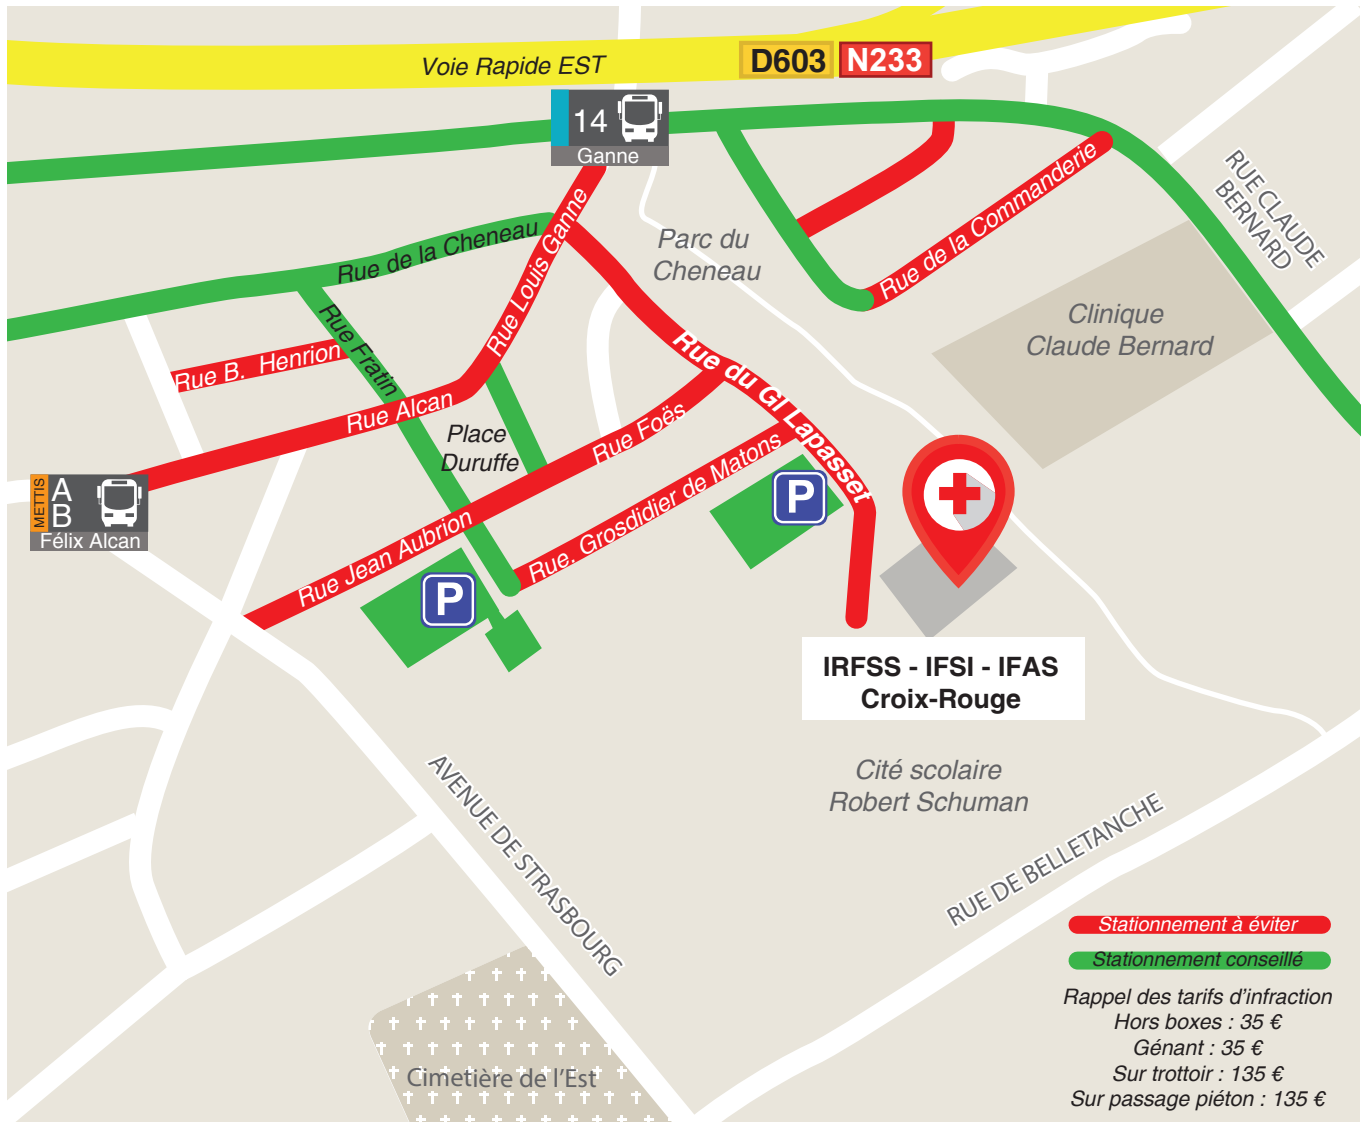 Voie Rapide EST
D603
N233
14
Ganne
RUE CLAUDE
BERNARD
Rue de la Commanderie
Rue de la Cheneau
Rue Louis Ganne
Parc du
Cheneau
Clinique
Claude Bernard
Rue Fratin
Rue B. Henrion
Rue du Gl Lapasset
Rue Alcan
Place
Duruffe
Rue Foës
METTIS
A
B
Félix Alcan
Rue Jean Aubrion
Rue. Grosdidier de Matons
P
P
IRFSS - IFSI - IFAS
Croix-Rouge
Cité scolaire
Robert Schuman
AVENUE DE STRASBOURG
RUE DE BELLETANCHE
Cimetière de l'Est
Stationnement à éviter
Stationnement conseillé
Rappel des tarifs d'infraction
Hors boxes : 35 €
Génant : 35 €
Sur trottoir : 135 €
Sur passage piéton : 135 €